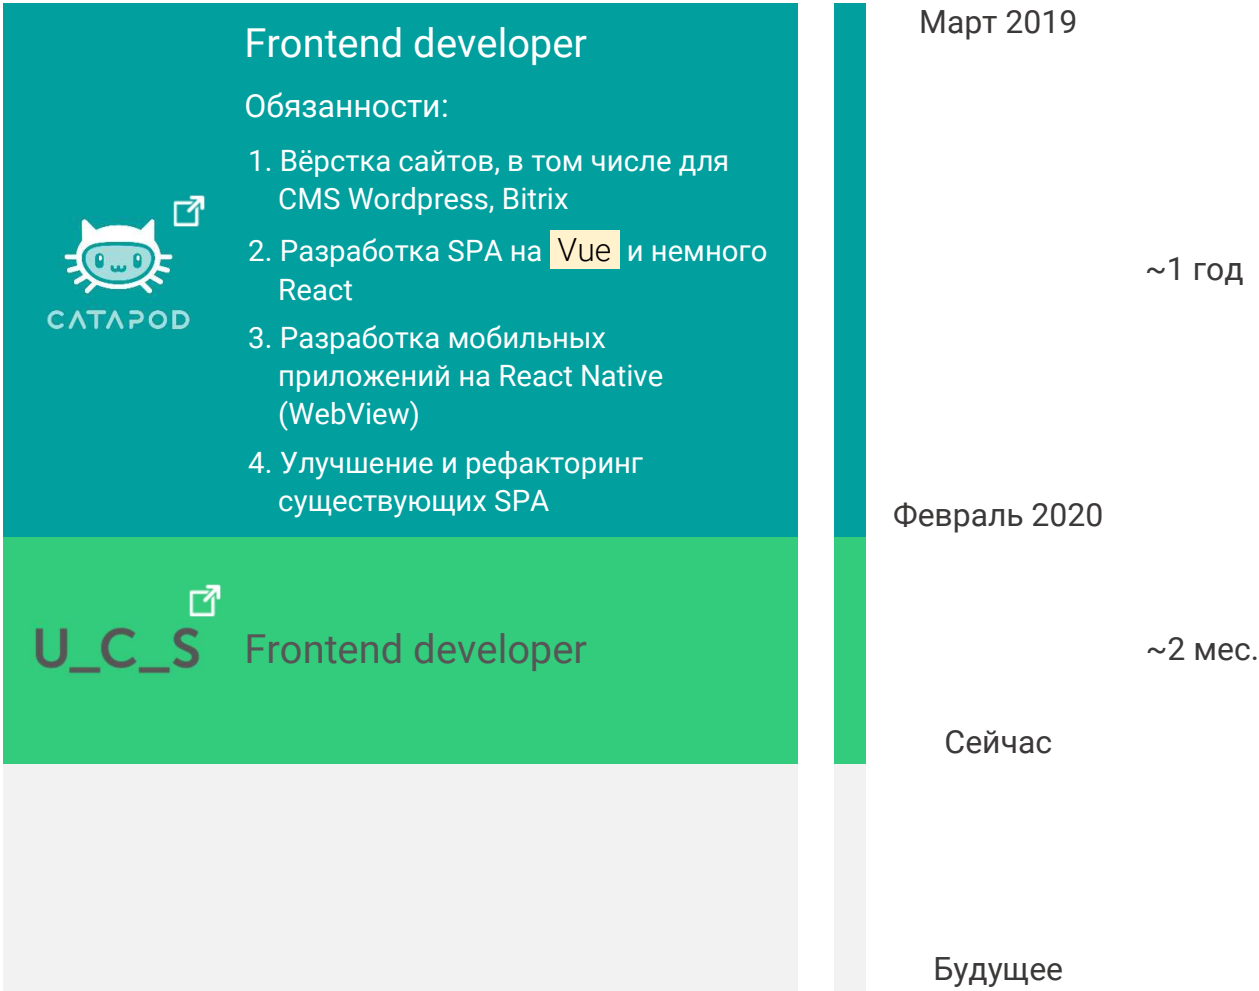 Frontend developer
Обязанности:
1. Вёрстка сайтов, в том числе для
CMS Wordpress, Bitrix
2. Разработка SPA на Vue и немного
React
3. Разработка мобильных
приложений на React Native
(WebView)
4. Улучшение и рефакторинг
существующих SPA
CATAPOD
Март 2019
~1 год
Февраль 2020
U_C_S
Frontend developer
~2 мес.
Сейчас
Будущее